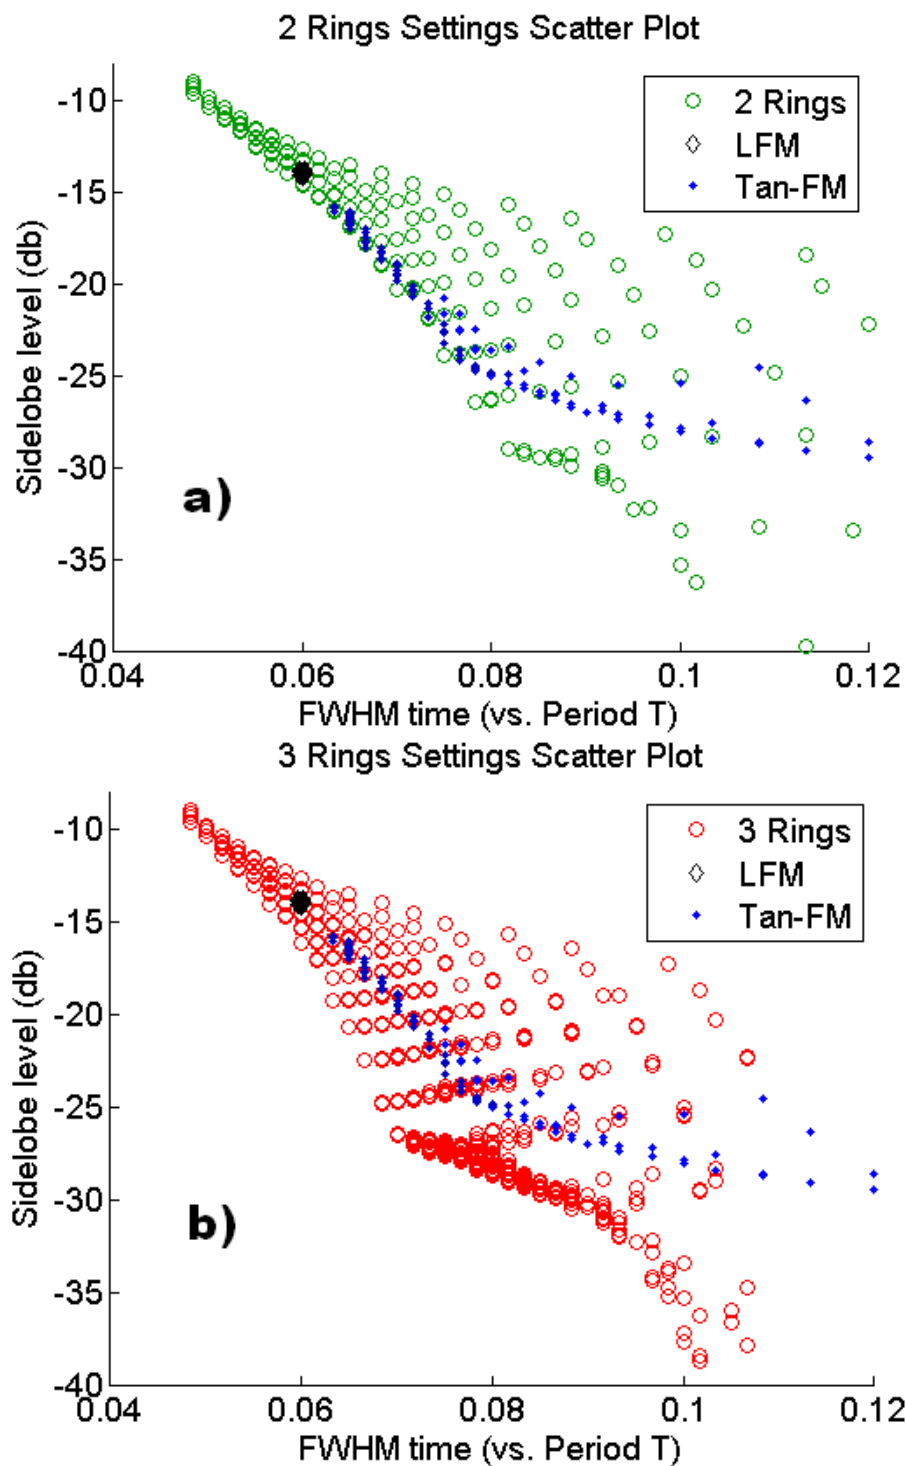 2 Rings Settings Scatter Plot
-10
-15
-20
-25
-30
-35
-40
Sidelobe level (db)
2 Rings
LFM
Tan-FM
a)
0.04
0.06
0.08
0.1
0.12
FWHM time (vs. Period T)
3 Rings Settings Scatter Plot
-10
-15
-20
-25
-30
-35
-40
Sidelobe level (db)
3 Rings
LFM
Tan-FM
b)
0.04
0.06
0.08
0.1
0.12
FWHM time (vs. Period T)